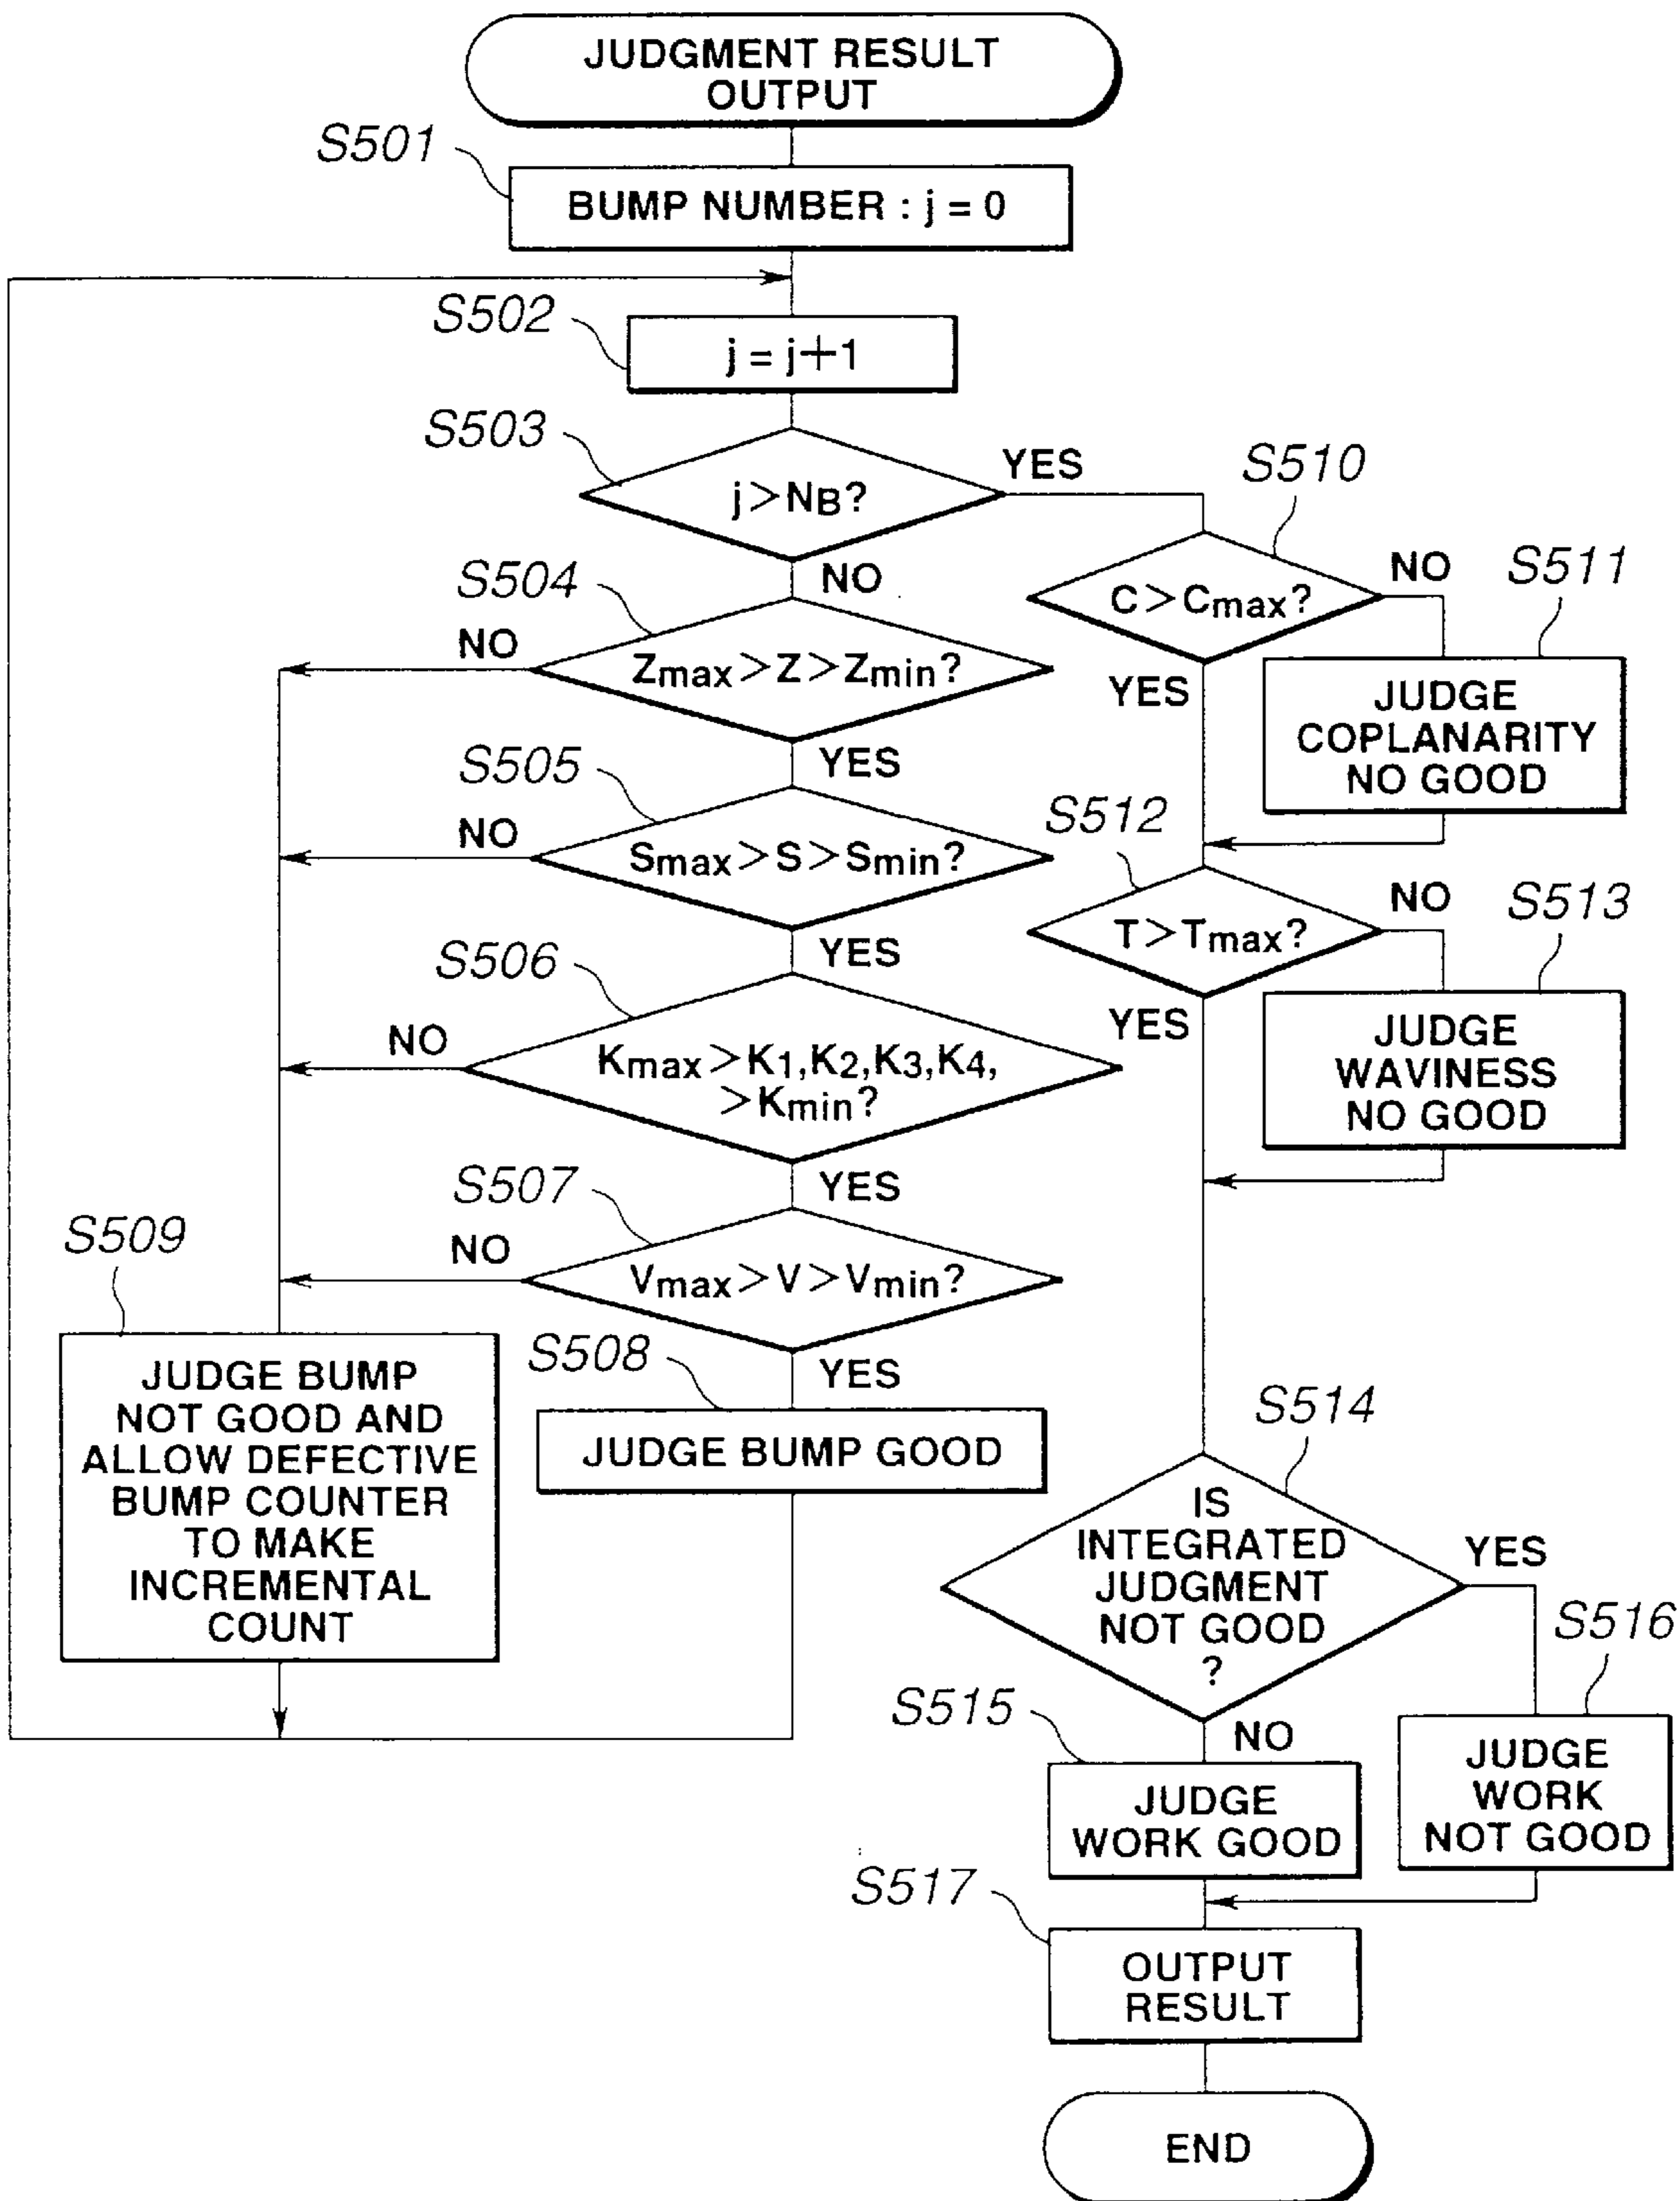 JUDGMENT RESULT
OUTPUT
S501
BUMP NUMBER : j = 0
S502
j = j+1
S503
j>NB?
YES
NO
S504
Zmax>Z>Zmin?
NO
YES
S505
Smax>S>Smin?
NO
YES
S506
Kmax>K1,K2,K3,K4,
>Kmin?
NO
YES
S507
Vmax>V>Vmin?
NO
YES
S508
JUDGE BUMP GOOD
S509
JUDGE BUMP
NOT GOOD AND
ALLOW DEFECTIVE
BUMP COUNTER
TO MAKE
INCREMENTAL
COUNT
S510
C>Cmax?
NO
YES
S511
JUDGE
COPLANARITY
NO GOOD
S512
T>Tmax?
NO
YES
S513
JUDGE
WAVINESS
NO GOOD
S514
IS
INTEGRATED
JUDGMENT
NOT GOOD
?
YES
NO
S515
JUDGE
WORK GOOD
S516
JUDGE
WORK
NOT GOOD
S517
OUTPUT
RESULT
END